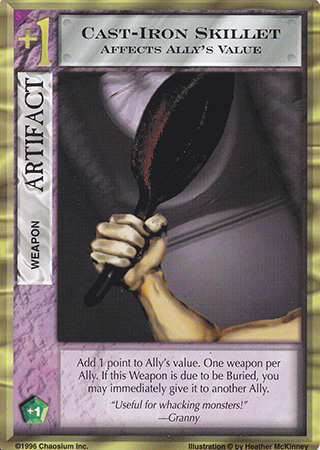 +1
CAST-IRON SKILLET
AFFECTS ALLY'S VALUE
ARTIFACT
WEAPON
Add 1 point to Ally's value. One weapon per
Ally. If this Weapon is due to be Buried, you
may immediately give it to another Ally.
"Useful for whacking monsters!"
—Granny
+1
©1996 Chaosium Inc.
Illustration © by Heather McKinney